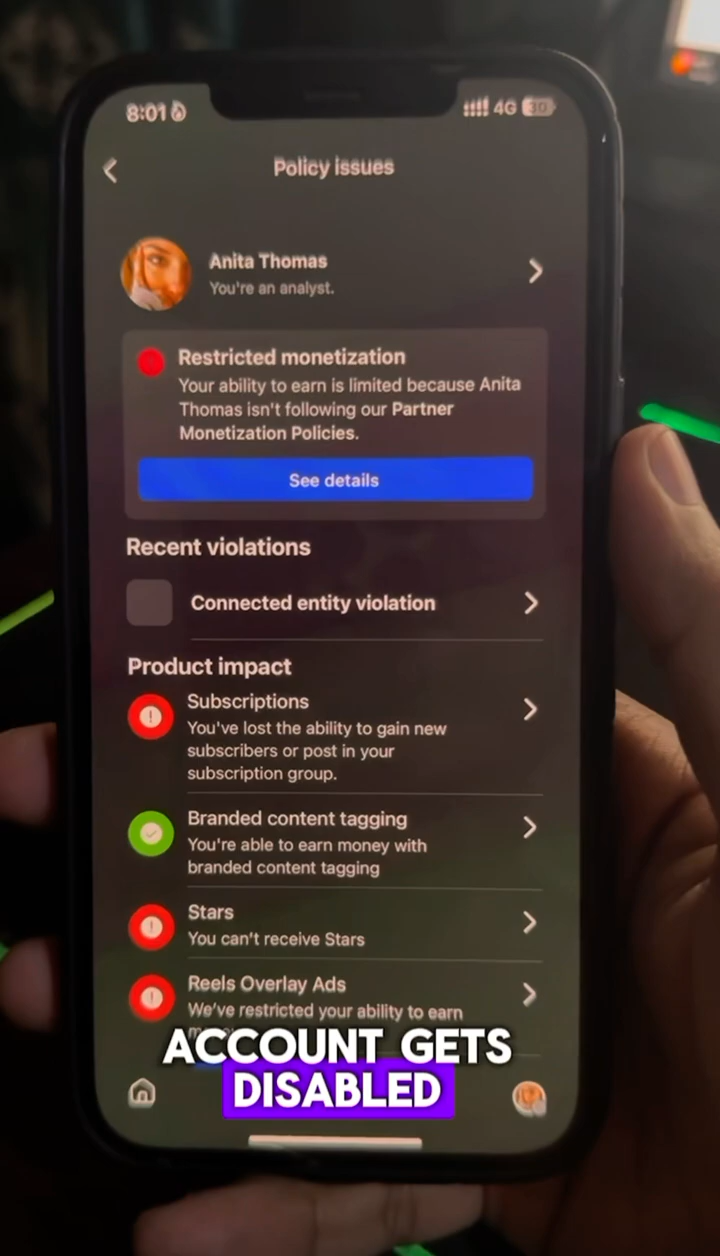 8:01
4G 30
Policy issues
Anita Thomas
You're an analyst.
Restricted monetization
Your ability to earn is limited because Anita
Thomas isn't following our Partner
Monetization Policies.
See details
Recent violations
Connected entity violation
Product impact
Subscriptions
You've lost the ability to gain new
subscribers or post in your
subscription group.
Branded content tagging
You're able to earn money with
branded content tagging
Stars
You can't receive Stars
Reels Overlay Ads
We've restricted your ability to earn
ACCOUNT GETS
DISABLED